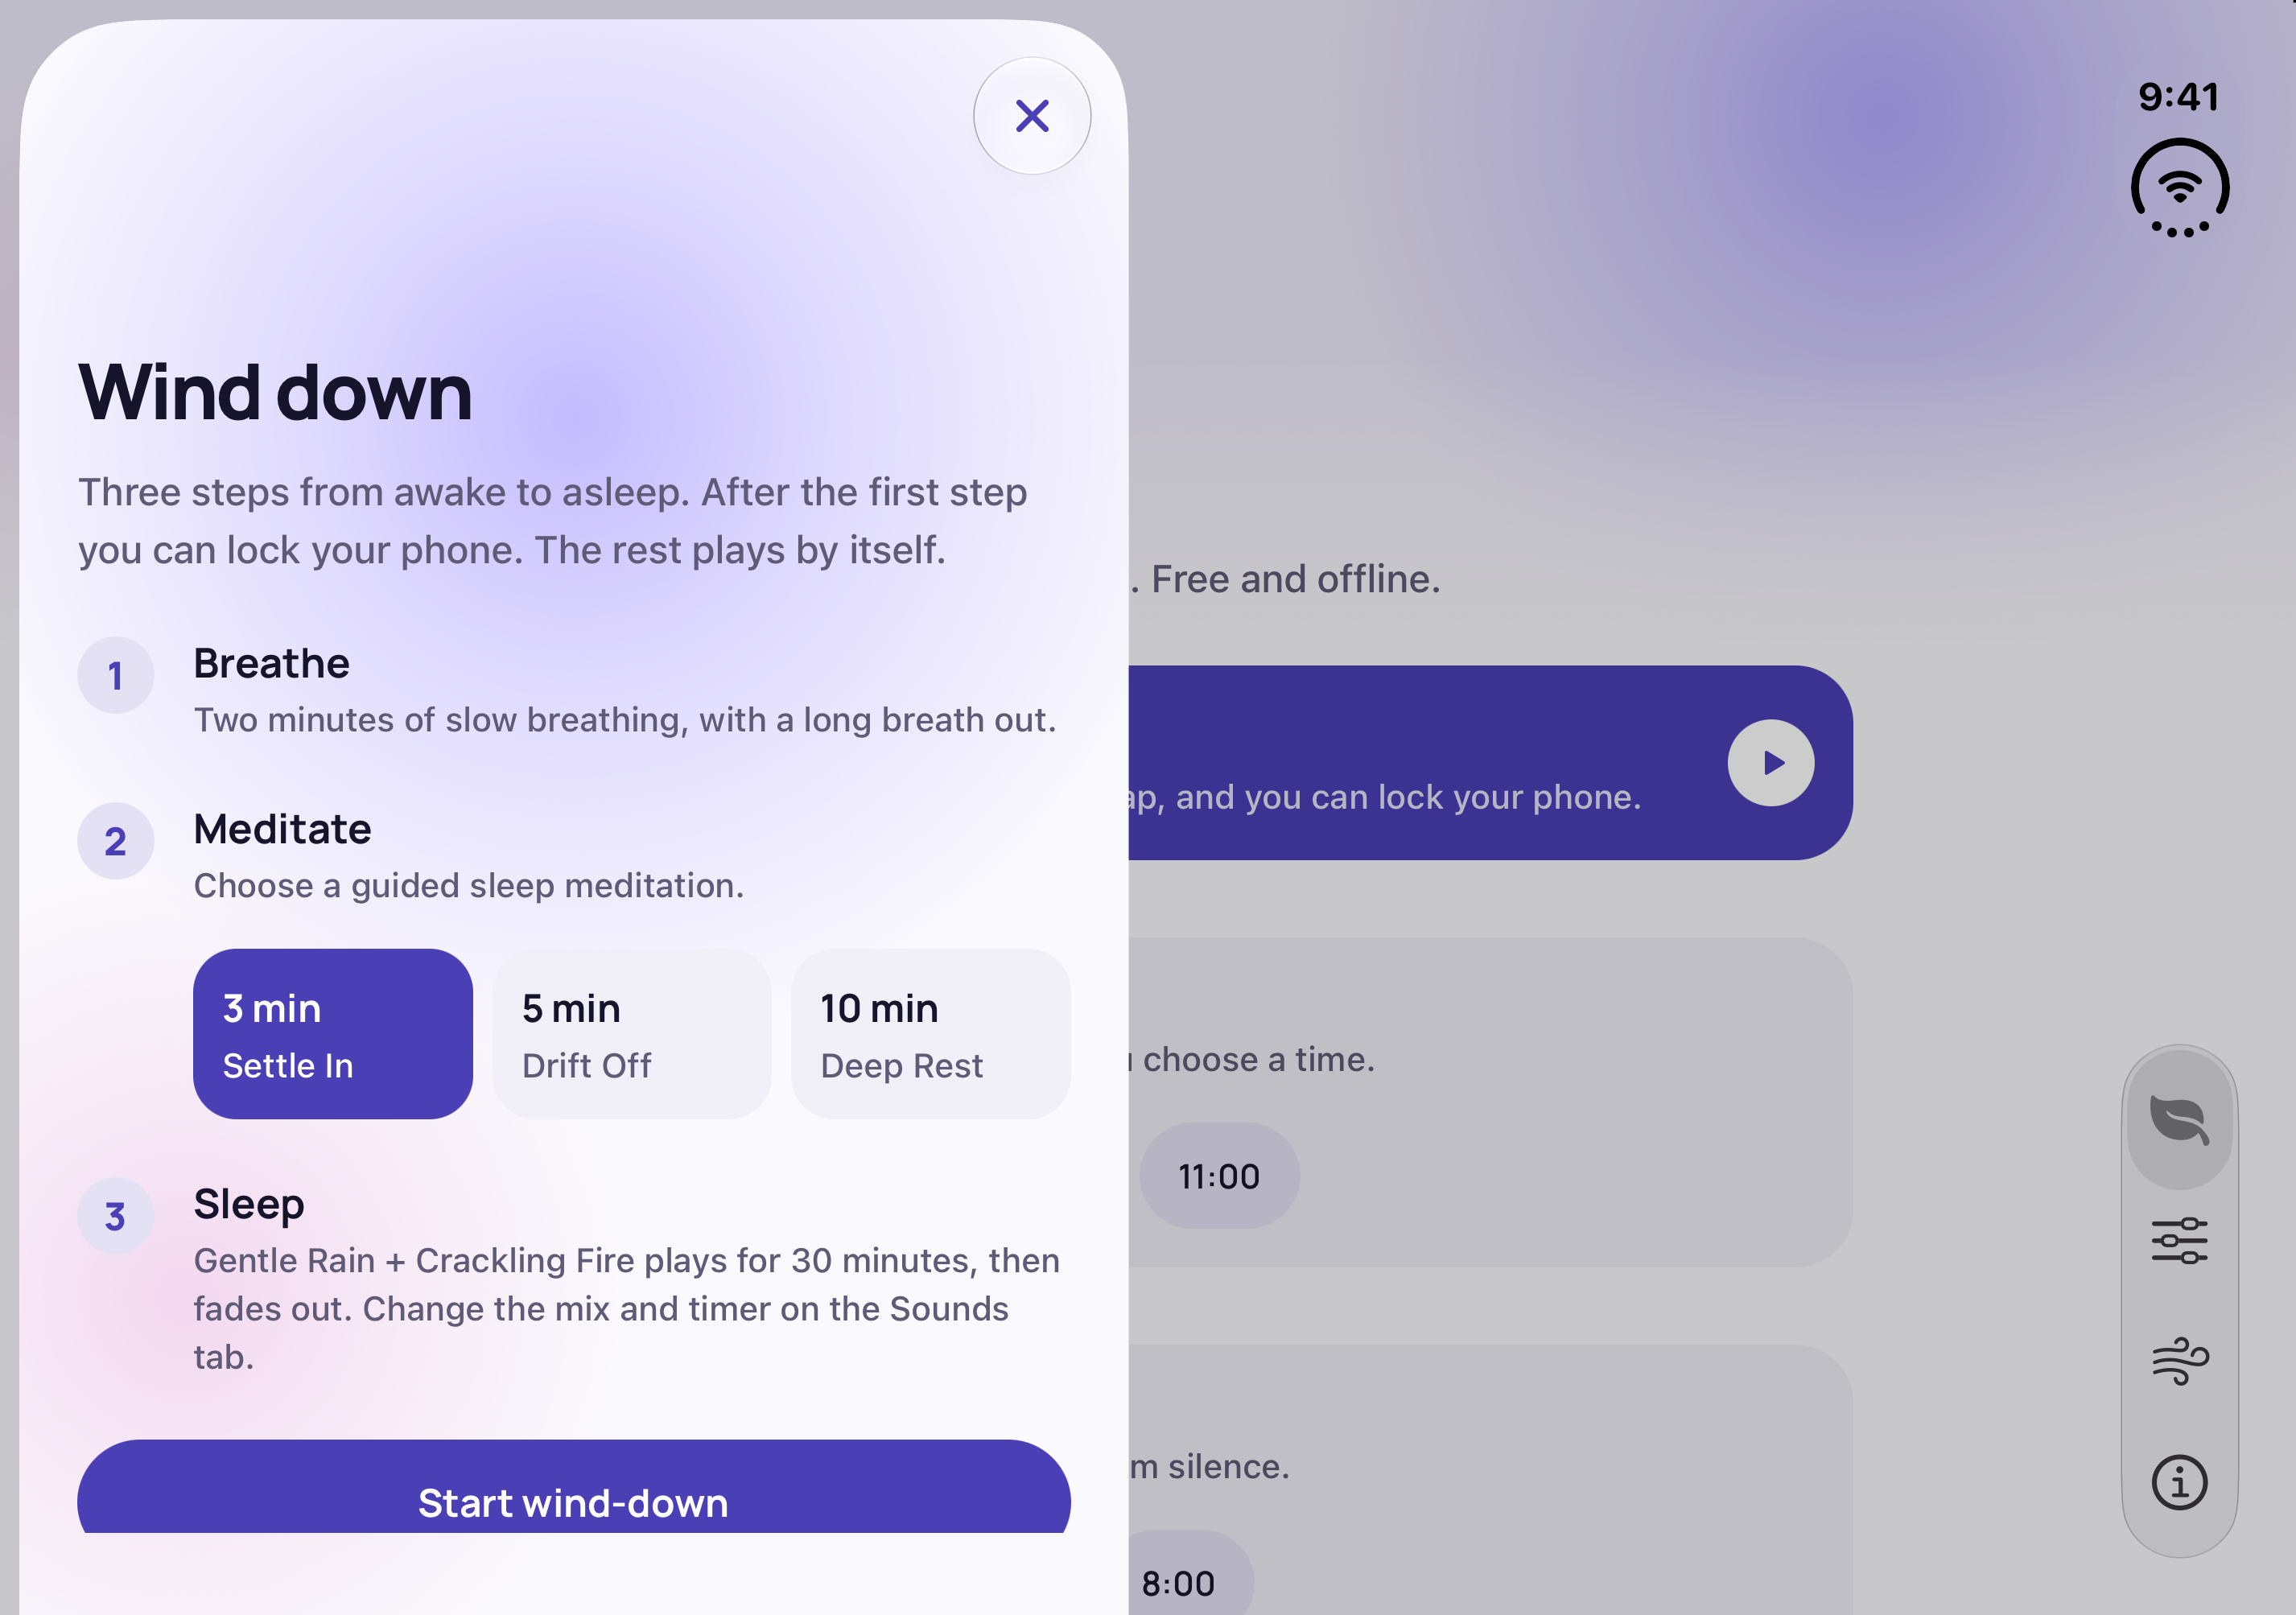 9:41
Wind down
Three steps from awake to asleep. After the first step
you can lock your phone. The rest plays by itself.
1
Breathe
Two minutes of slow breathing, with a long breath out.
2
Meditate
Choose a guided sleep meditation.
3 min
Settle In
5 min
Drift Off
10 min
Deep Rest
3
Sleep
Gentle Rain + Crackling Fire plays for 30 minutes, then
fades out. Change the mix and timer on the Sounds
tab.
Start wind-down
. Free and offline.
and you can lock your phone.
choose a time.
11:00
silence.
8:00